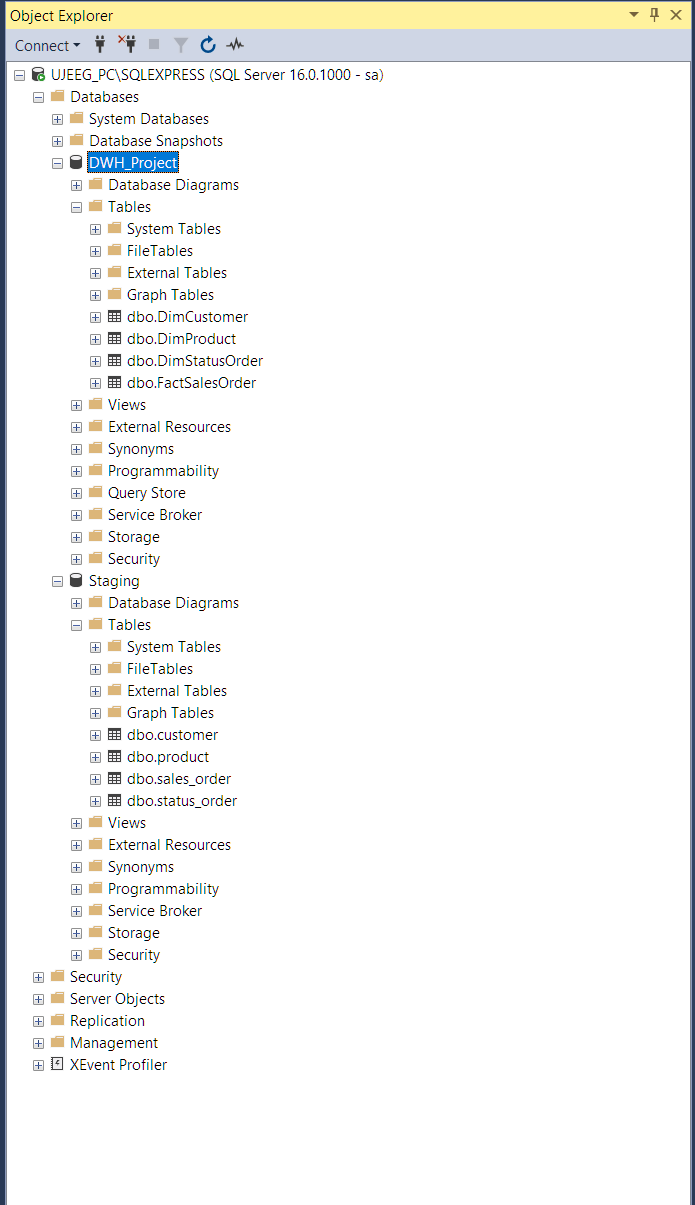 Object Explorer
Connect
UJEEG_PC\SQLEXPRESS (SQL Server 16.0.1000 - sa)
Databases
System Databases
Database Snapshots
DWH_Project
Database Diagrams
Tables
System Tables
FileTables
External Tables
Graph Tables
dbo.DimCustomer
dbo.DimProduct
dbo.DimStatusOrder
dbo.FactSalesOrder
Views
External Resources
Synonyms
Programmability
Query Store
Service Broker
Storage
Security
Staging
Database Diagrams
Tables
System Tables
FileTables
External Tables
Graph Tables
dbo.customer
dbo.product
dbo.sales_order
dbo.status_order
Views
External Resources
Synonyms
Programmability
Service Broker
Storage
Security
Security
Server Objects
Replication
Management
XEvent Profiler